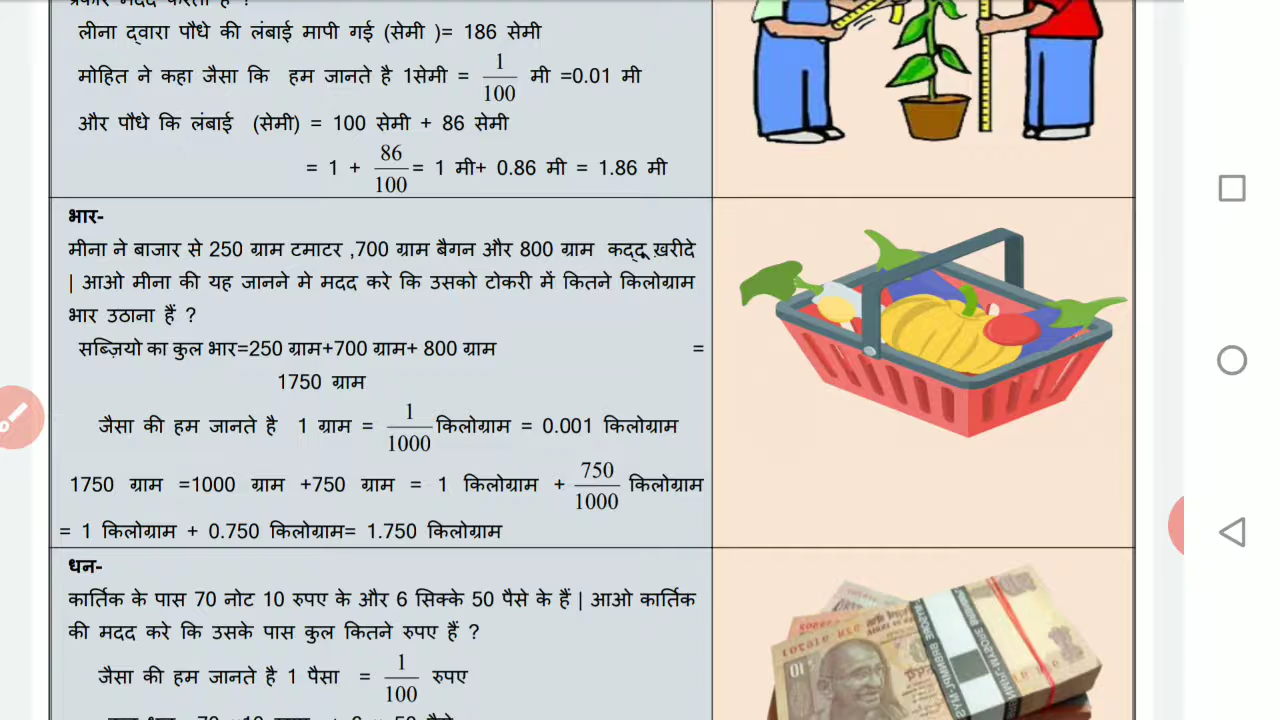 लीना द्वारा पौधे की लंबाई मापी गई (सेमी )= 186 सेमी
मोहित ने कहा जैसा कि हम जानते है 1सेमी = 1/100 मी =0.01 मी
और पौधे कि लंबाई (सेमी) = 100 सेमी + 86 सेमी
= 1 + 86/100 = 1 मी+ 0.86 मी = 1.86 मी
भार-
मीना ने बाजार से 250 ग्राम टमाटर ,700 ग्राम बैगन और 800 ग्राम कद्दू ख़रीदे
| आओ मीना की यह जानने मे मदद करे कि उसको टोकरी में कितने किलोग्राम
भार उठाना हैं ?
सब्ज़ियो का कुल भार=250 ग्राम+700 ग्राम+ 800 ग्राम =
1750 ग्राम
जैसा की हम जानते है 1 ग्राम = 1/1000 किलोग्राम = 0.001 किलोग्राम
1750 ग्राम =1000 ग्राम +750 ग्राम = 1 किलोग्राम + 750/1000 किलोग्राम
= 1 किलोग्राम + 0.750 किलोग्राम= 1.750 किलोग्राम
धन-
कार्तिक के पास 70 नोट 10 रुपए के और 6 सिक्के 50 पैसे के हैं | आओ कार्तिक
की मदद करे कि उसके पास कुल कितने रुपए हैं ?
जैसा की हम जानते है 1 पैसा = 1/100 रुपए